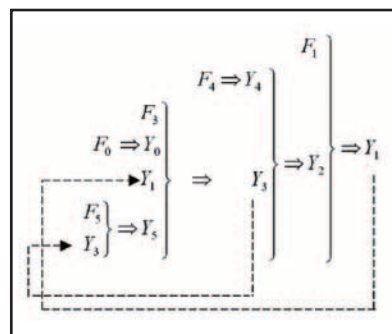 F₁
F₄ ⇒ Y₄
F₃
F₀ ⇒ Y₀
Y₁ ⇒ Y₃ ⇒ Y₂ ⇒ Y₁
F₅
Y₃ ⇒ Y₅